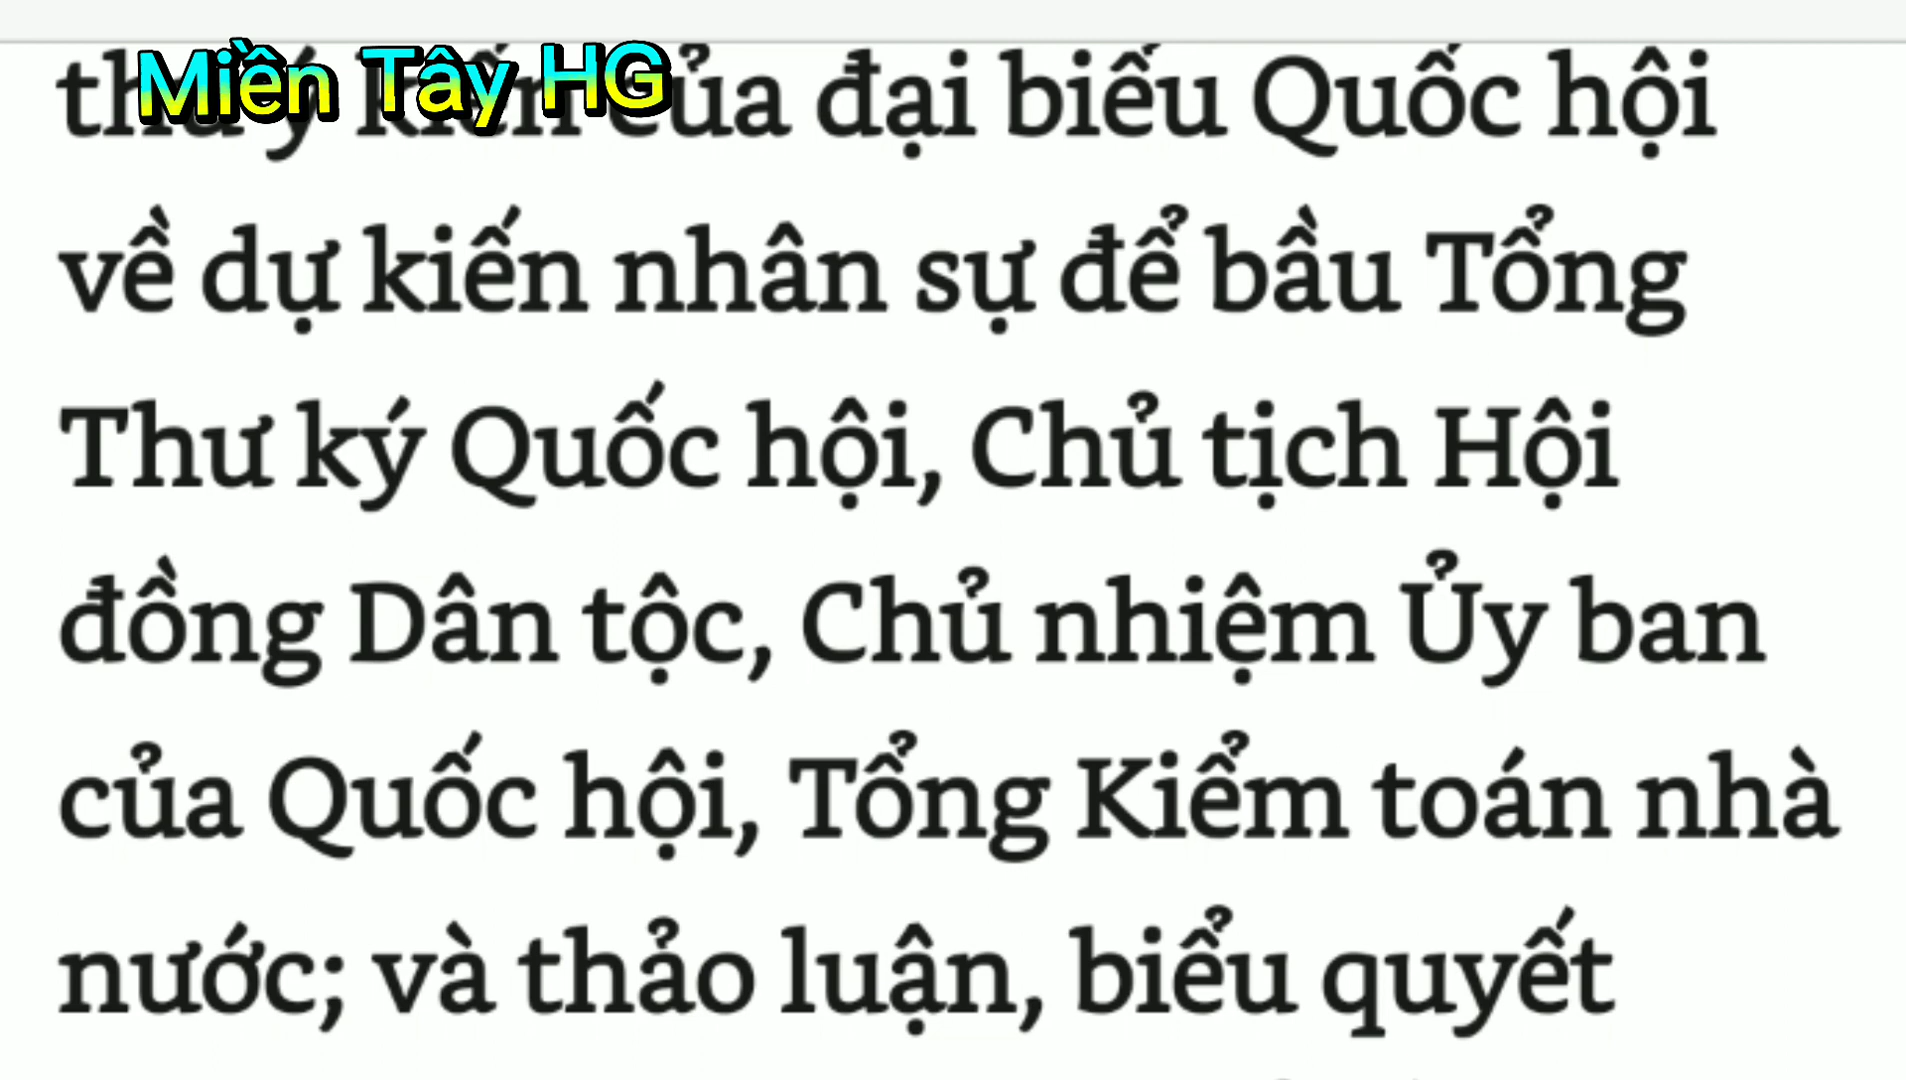 Miền Tây HG
ý kiến của đại biểu Quốc hội
về dự kiến nhân sự để bầu Tổng
Thư ký Quốc hội, Chủ tịch Hội
đồng Dân tộc, Chủ nhiệm Ủy ban
của Quốc hội, Tổng Kiểm toán nhà
nước; và thảo luận, biểu quyết